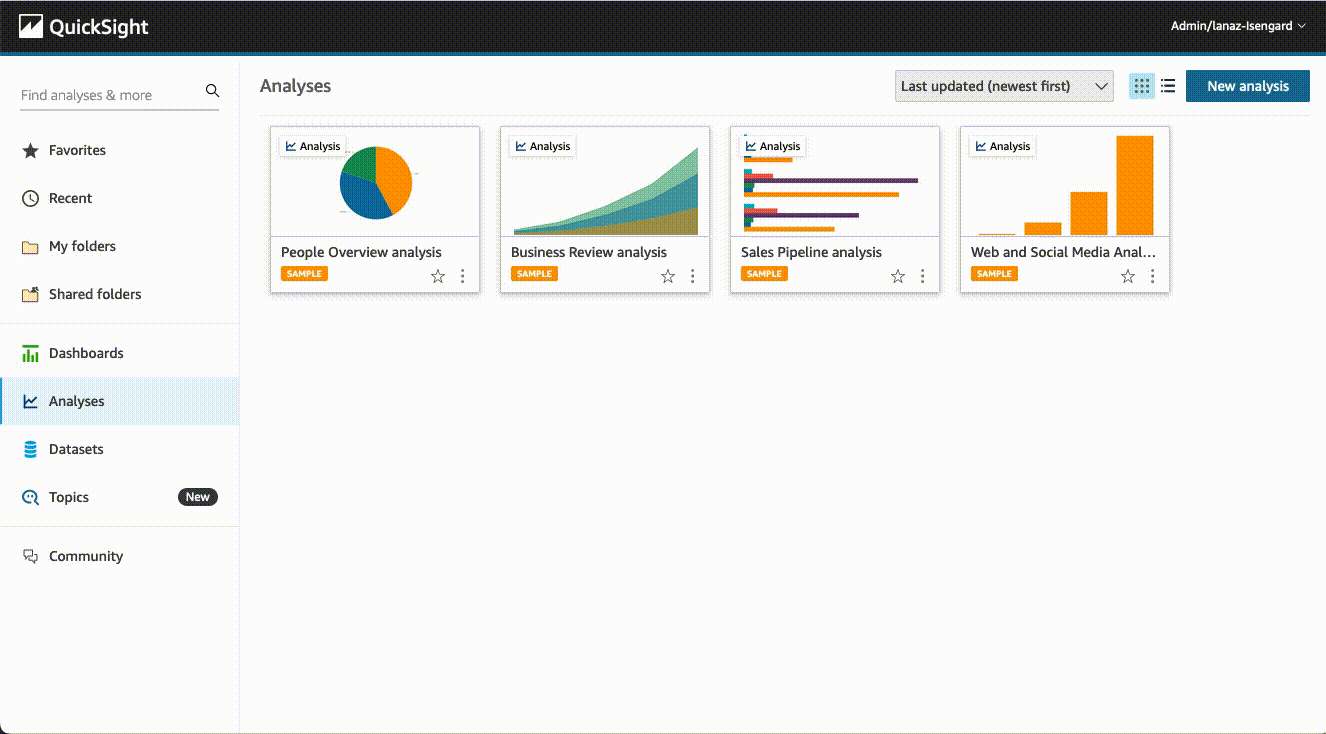 QuickSight
Admin/lanaz-Isengard
Find analyses & more
Favorites
Recent
My folders
Shared folders
Dashboards
Analyses
Datasets
Topics
New
Community
Analyses
Last updated (newest first)
New analysis
Analysis
People Overview analysis
SAMPLE
Analysis
Business Review analysis
SAMPLE
Analysis
Sales Pipeline analysis
SAMPLE
Analysis
Web and Social Media Anal...
SAMPLE